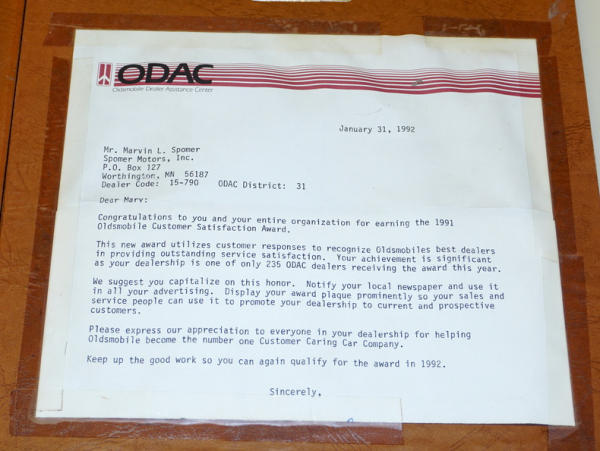 ODAC
Oldsmobile Dealer Assistance Center
January 31, 1992
Mr. Marvin L. Spomer
Spomer Motors, Inc.
P.O. Box 127
Worthington, MN 56187
Dealer Code: 15-790 ODAC District: 31
Dear Marv:
Congratulations to you and your entire organization for earning the 1991
Oldsmobile Customer Satisfaction Award.
This new award utilizes customer responses to recognize Oldsmobiles best dealers
in providing outstanding service satisfaction. Your achievement is significant
as your dealership is one of only 235 ODAC dealers receiving the award this year.
We suggest you capitalize on this honor. Notify your local newspaper and use it
in all your advertising. Display your award plaque prominently so your sales and
service people can use it to promote your dealership to current and prospective
customers.
Please express our appreciation to everyone in your dealership for helping
Oldsmobile become the number one Customer Caring Car Company.
Keep up the good work so you can again qualify for the award in 1992.
Sincerely,